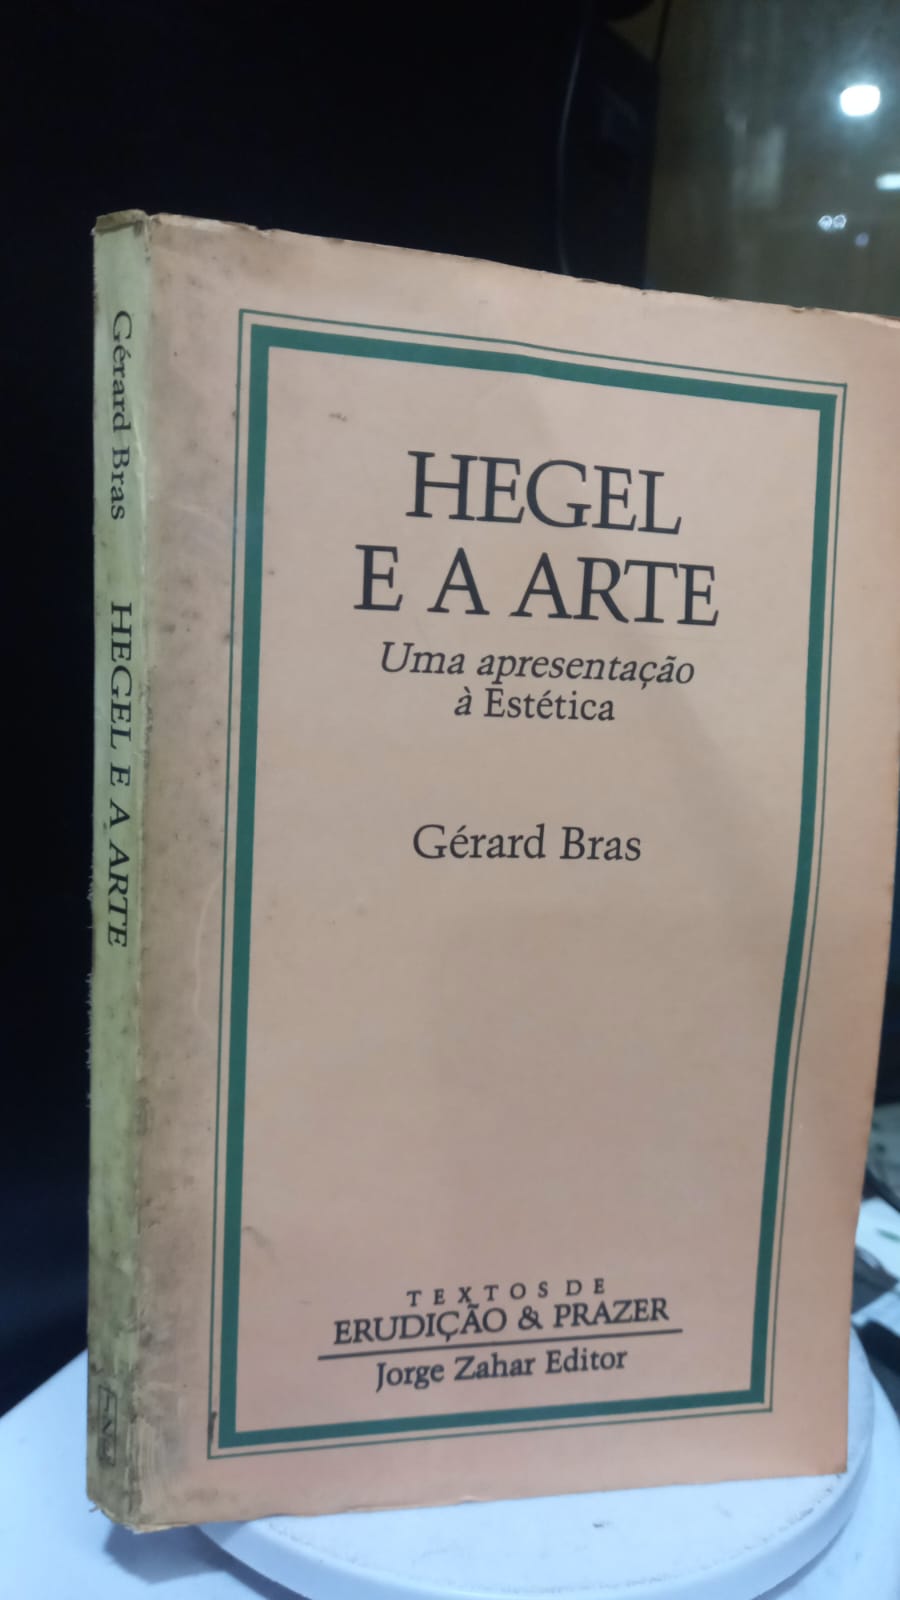 Gérard Bras HEGEL E A ARTE
HEGEL
E A ARTE
Uma apresentação
à Estética
Gérard Bras
TEXTOS DE
ERUDIÇÃO & PRAZER
Jorge Zahar Editor